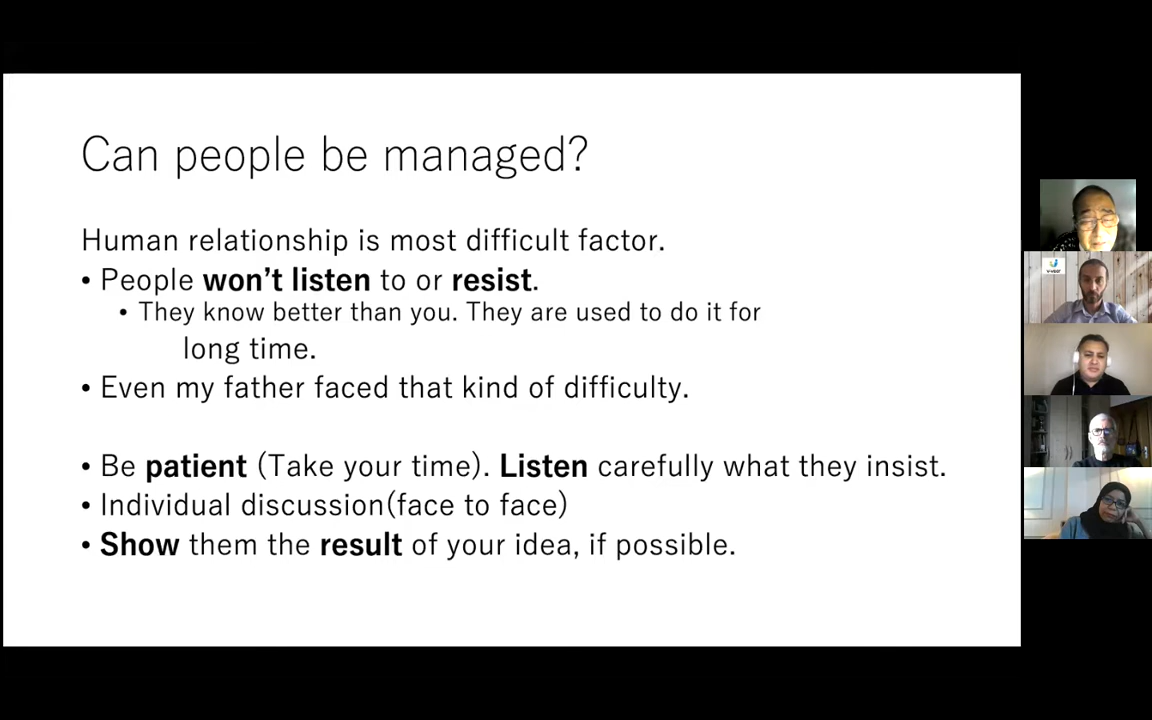 Can people be managed?
Human relationship is most difficult factor.
• People won't listen to or resist.
• They know better than you. They are used to do it for
long time.
• Even my father faced that kind of difficulty.
• Be patient (Take your time). Listen carefully what they insist.
• Individual discussion(face to face)
• Show them the result of your idea, if possible.